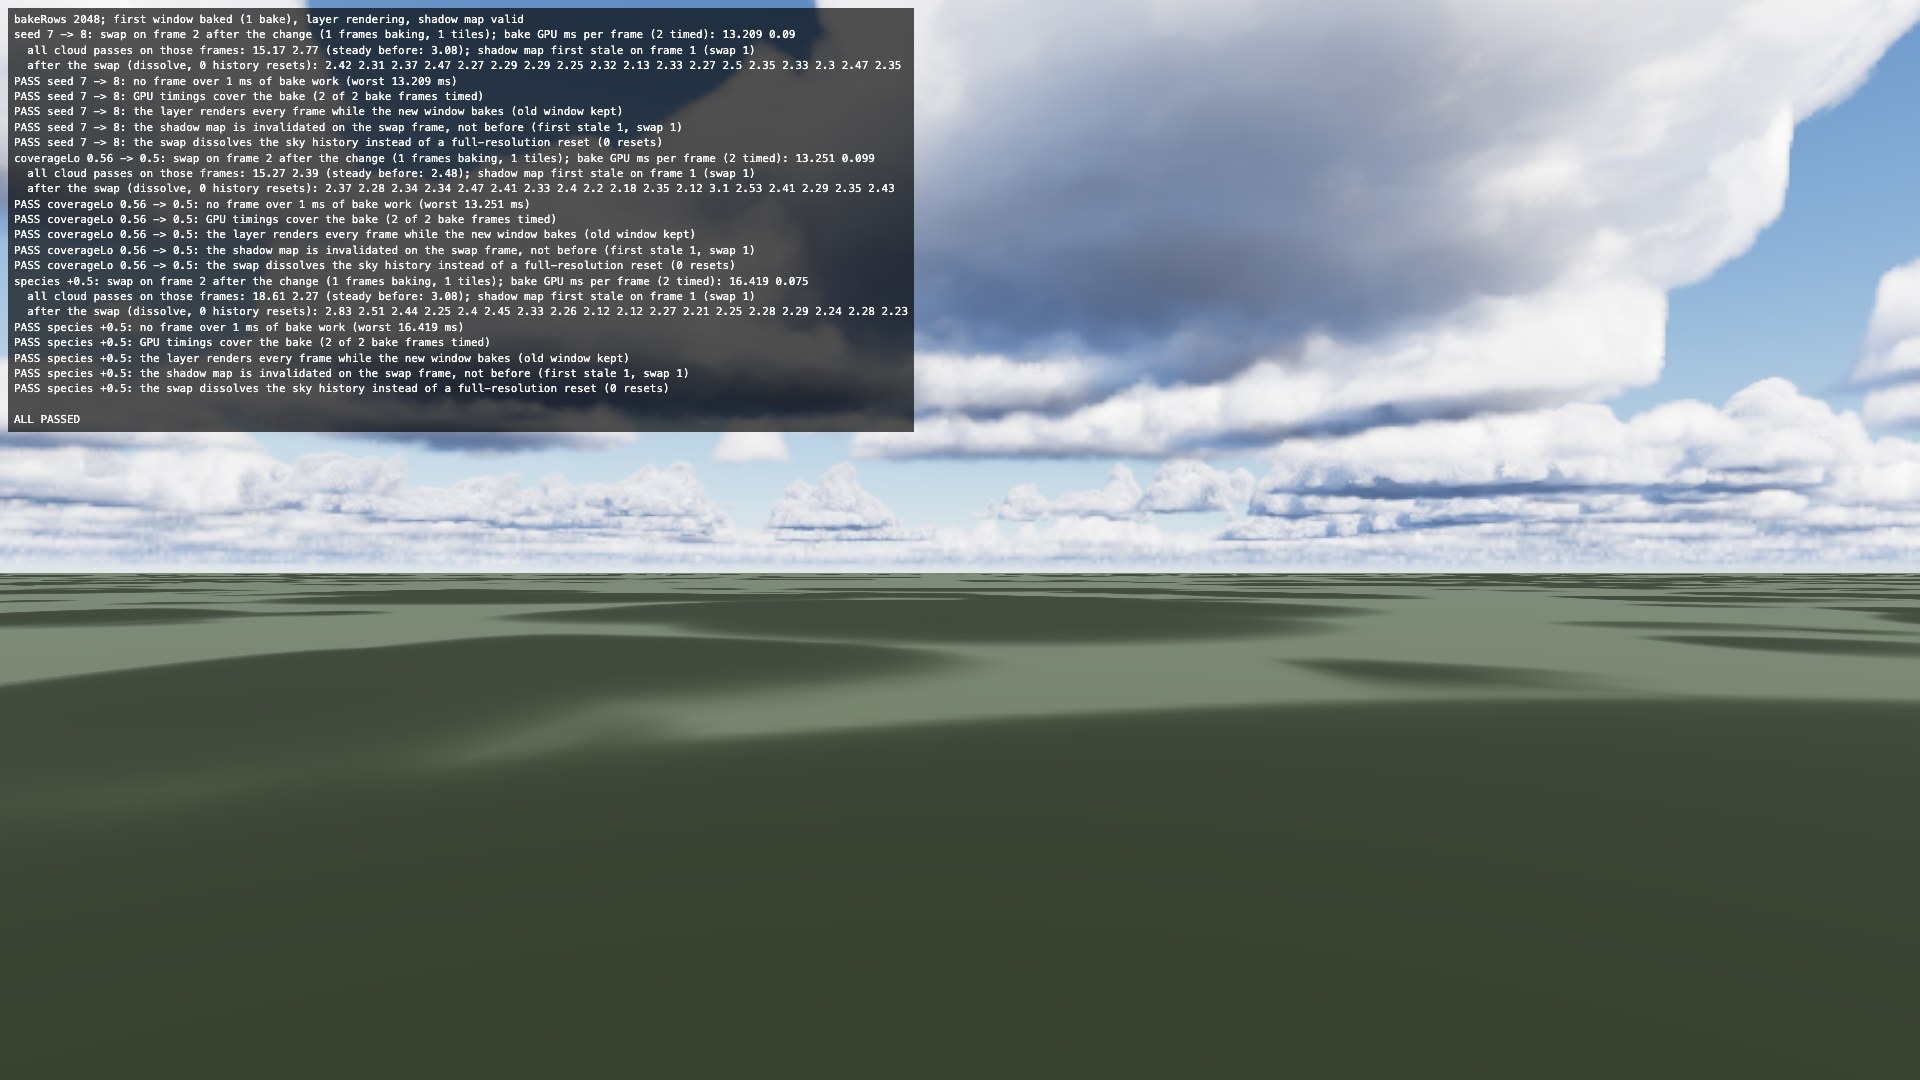 bakeRows 2048; first window baked (1 bake), layer rendering, shadow map valid
seed 7 -> 8: swap on frame 2 after the change (1 frames baking, 1 tiles); bake GPU ms per frame (2 timed): 13.209 0.09
all cloud passes on those frames: 15.17 2.77 (steady before: 3.08); shadow map first stale on frame 1 (swap 1)
after the swap (dissolve, 0 history resets): 2.42 2.31 2.37 2.47 2.27 2.29 2.29 2.25 2.32 2.13 2.33 2.27 2.5 2.35 2.33 2.3 2.47 2.35
PASS seed 7 -> 8: no frame over 1 ms of bake work (worst 13.209 ms)
PASS seed 7 -> 8: GPU timings cover the bake (2 of 2 bake frames timed)
PASS seed 7 -> 8: the layer renders every frame while the new window bakes (old window kept)
PASS seed 7 -> 8: the shadow map is invalidated on the swap frame, not before (first stale 1, swap 1)
PASS seed 7 -> 8: the swap dissolves the sky history instead of a full-resolution reset (0 resets)
coverageLo 0.56 -> 0.5: swap on frame 2 after the change (1 frames baking, 1 tiles); bake GPU ms per frame (2 timed): 13.251 0.099
all cloud passes on those frames: 15.27 2.39 (steady before: 2.48); shadow map first stale on frame 1 (swap 1)
after the swap (dissolve, 0 history resets): 2.37 2.28 2.34 2.34 2.47 2.41 2.33 2.4 2.2 2.18 2.35 2.12 3.1 2.53 2.41 2.29 2.35 2.43
PASS coverageLo 0.56 -> 0.5: no frame over 1 ms of bake work (worst 13.251 ms)
PASS coverageLo 0.56 -> 0.5: GPU timings cover the bake (2 of 2 bake frames timed)
PASS coverageLo 0.56 -> 0.5: the layer renders every frame while the new window bakes (old window kept)
PASS coverageLo 0.56 -> 0.5: the shadow map is invalidated on the swap frame, not before (first stale 1, swap 1)
PASS coverageLo 0.56 -> 0.5: the swap dissolves the sky history instead of a full-resolution reset (0 resets)
species +0.5: swap on frame 2 after the change (1 frames baking, 1 tiles); bake GPU ms per frame (2 timed): 16.419 0.075
all cloud passes on those frames: 18.61 2.27 (steady before: 3.08); shadow map first stale on frame 1 (swap 1)
after the swap (dissolve, 0 history resets): 2.83 2.51 2.44 2.25 2.4 2.45 2.33 2.26 2.12 2.12 2.27 2.21 2.25 2.28 2.29 2.24 2.28 2.23
PASS species +0.5: no frame over 1 ms of bake work (worst 16.419 ms)
PASS species +0.5: GPU timings cover the bake (2 of 2 bake frames timed)
PASS species +0.5: the layer renders every frame while the new window bakes (old window kept)
PASS species +0.5: the shadow map is invalidated on the swap frame, not before (first stale 1, swap 1)
PASS species +0.5: the swap dissolves the sky history instead of a full-resolution reset (0 resets)
ALL PASSED